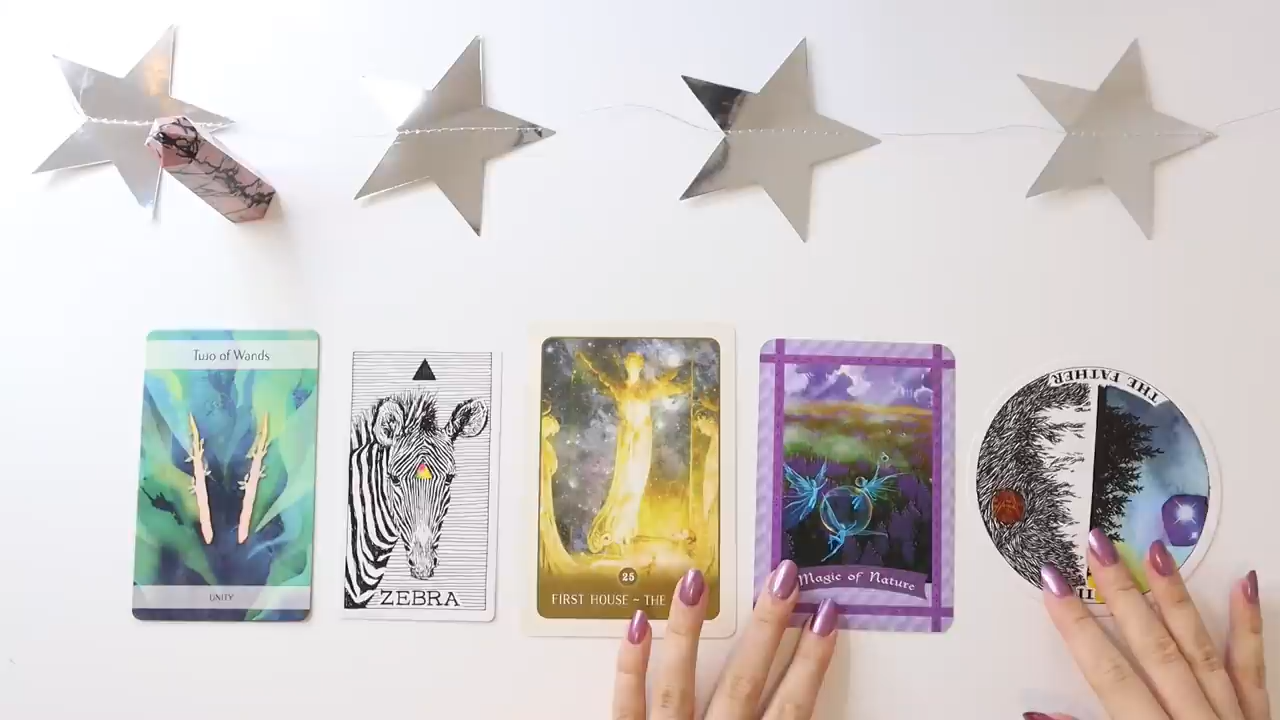 Two of Wands
UNITY
ZEBRA
25
FIRST HOUSE ~ THE
Magic of Nature
THE FATHER